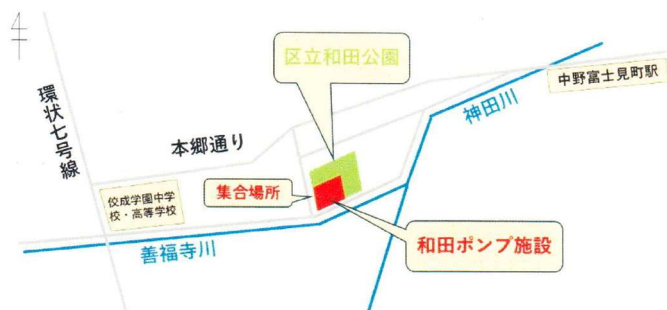 区立和田公園
中野富士見町駅
環状七号線
神田川
本郷通り
集合場所
佼成学園中学
校・高等学校
和田ポンプ施設
善福寺川